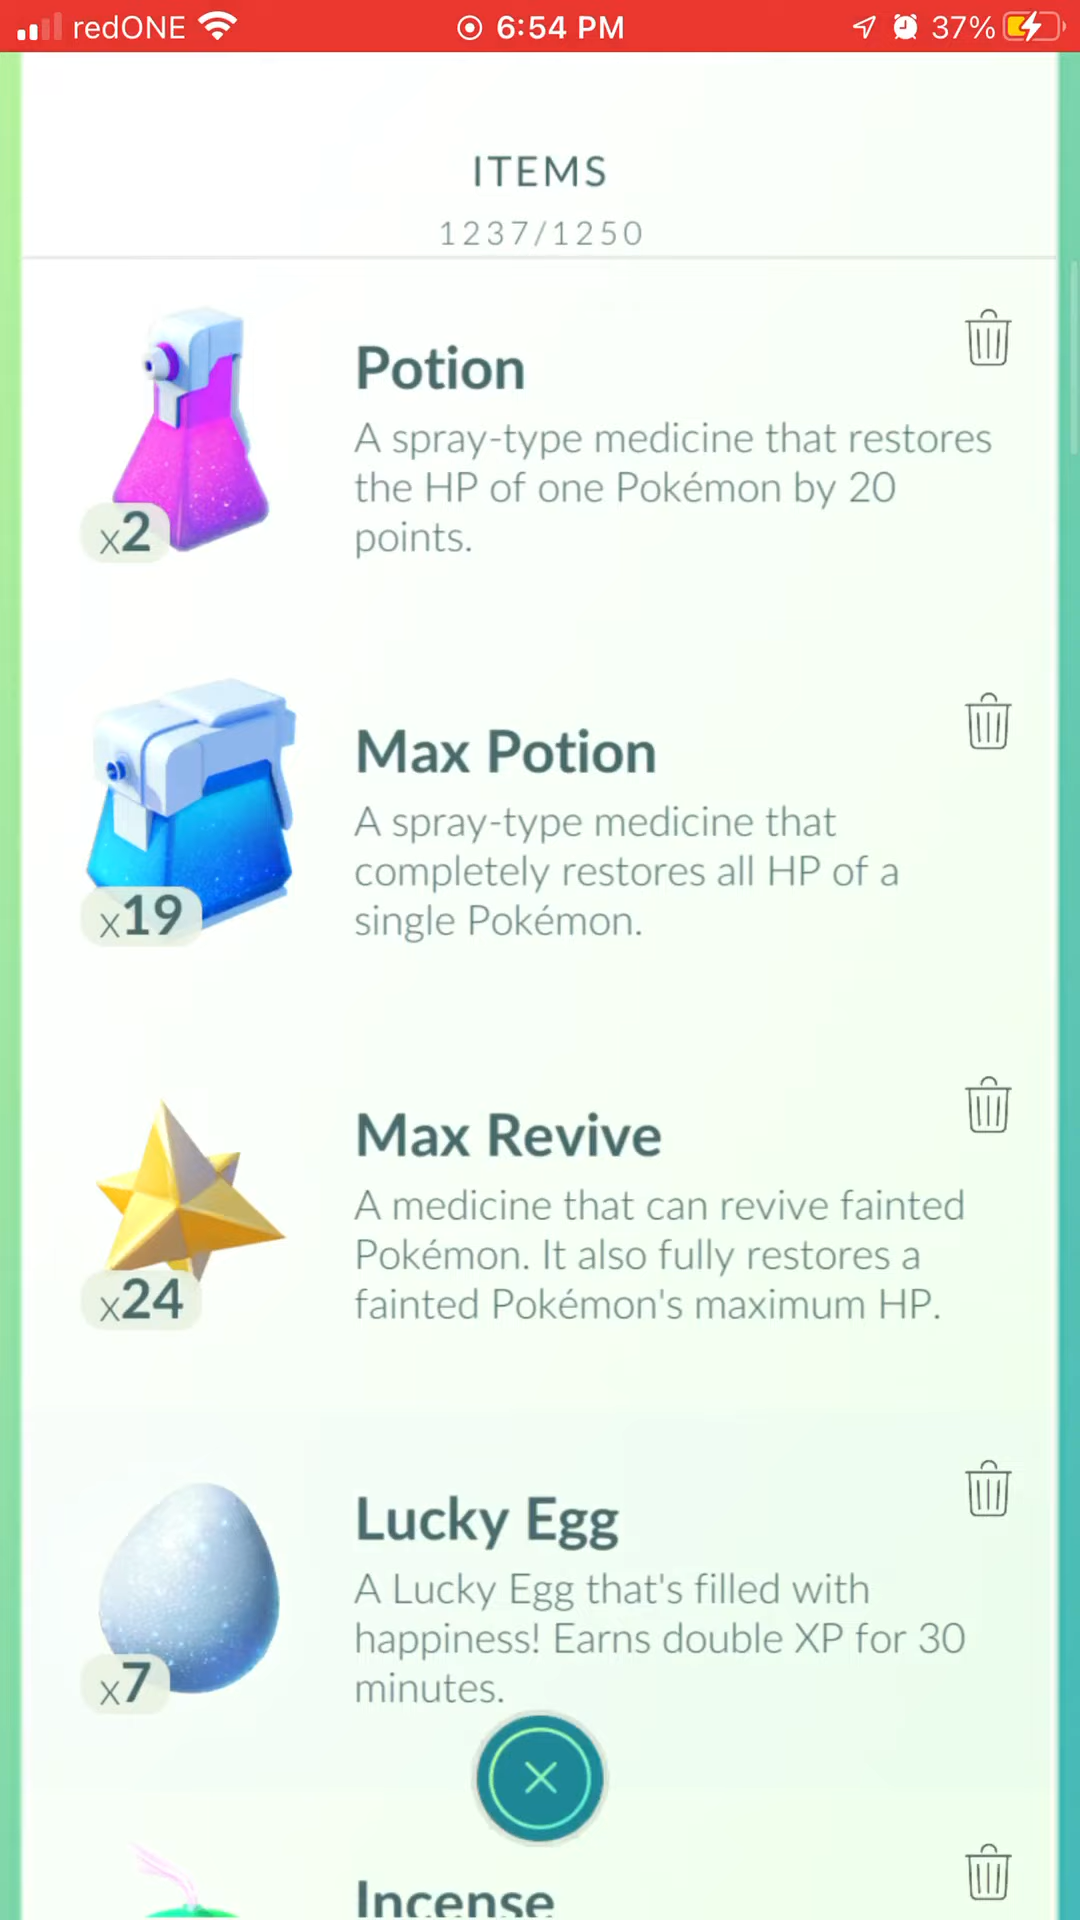 redONE 6:54 PM 37%
ITEMS
1237/1250
Potion
A spray-type medicine that restores
the HP of one Pokémon by 20
points.
x2
Max Potion
A spray-type medicine that
completely restores all HP of a
single Pokémon.
x19
Max Revive
A medicine that can revive fainted
Pokémon. It also fully restores a
fainted Pokémon's maximum HP.
x24
Lucky Egg
A Lucky Egg that's filled with
happiness! Earns double XP for 30
minutes.
x7
Incense